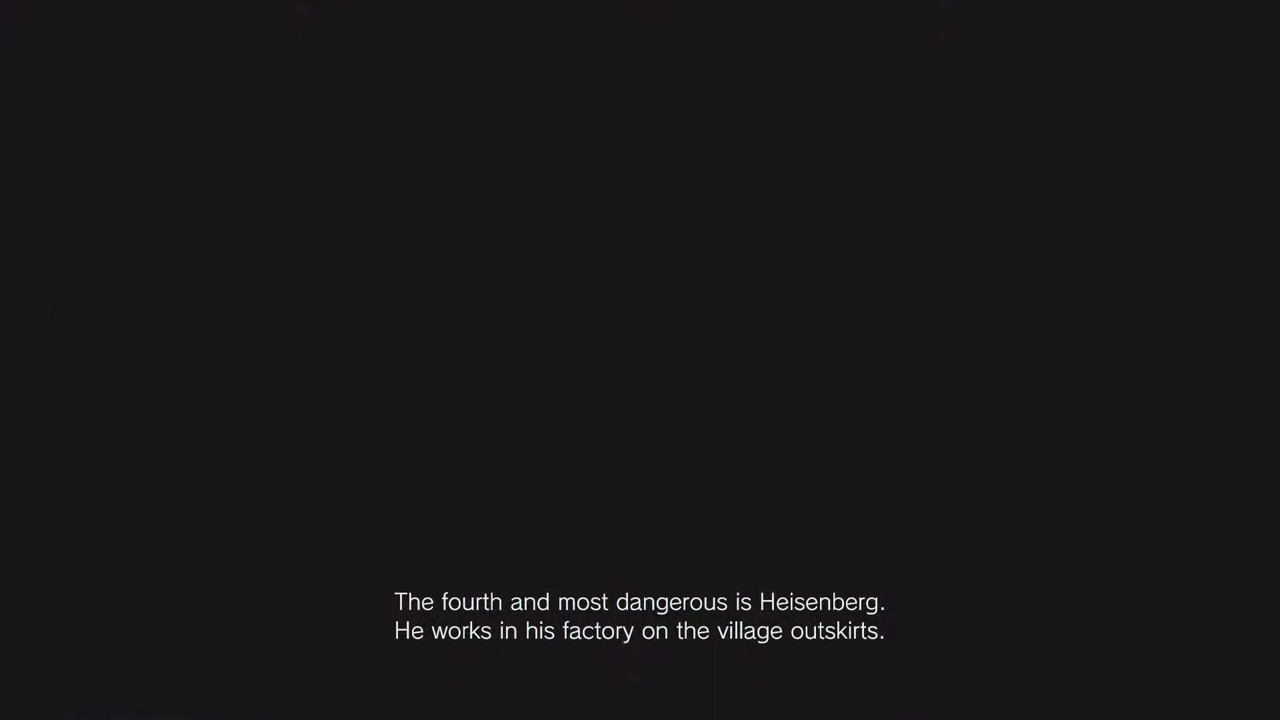 The fourth and most dangerous is Heisenberg.
He works in his factory on the village outskirts.